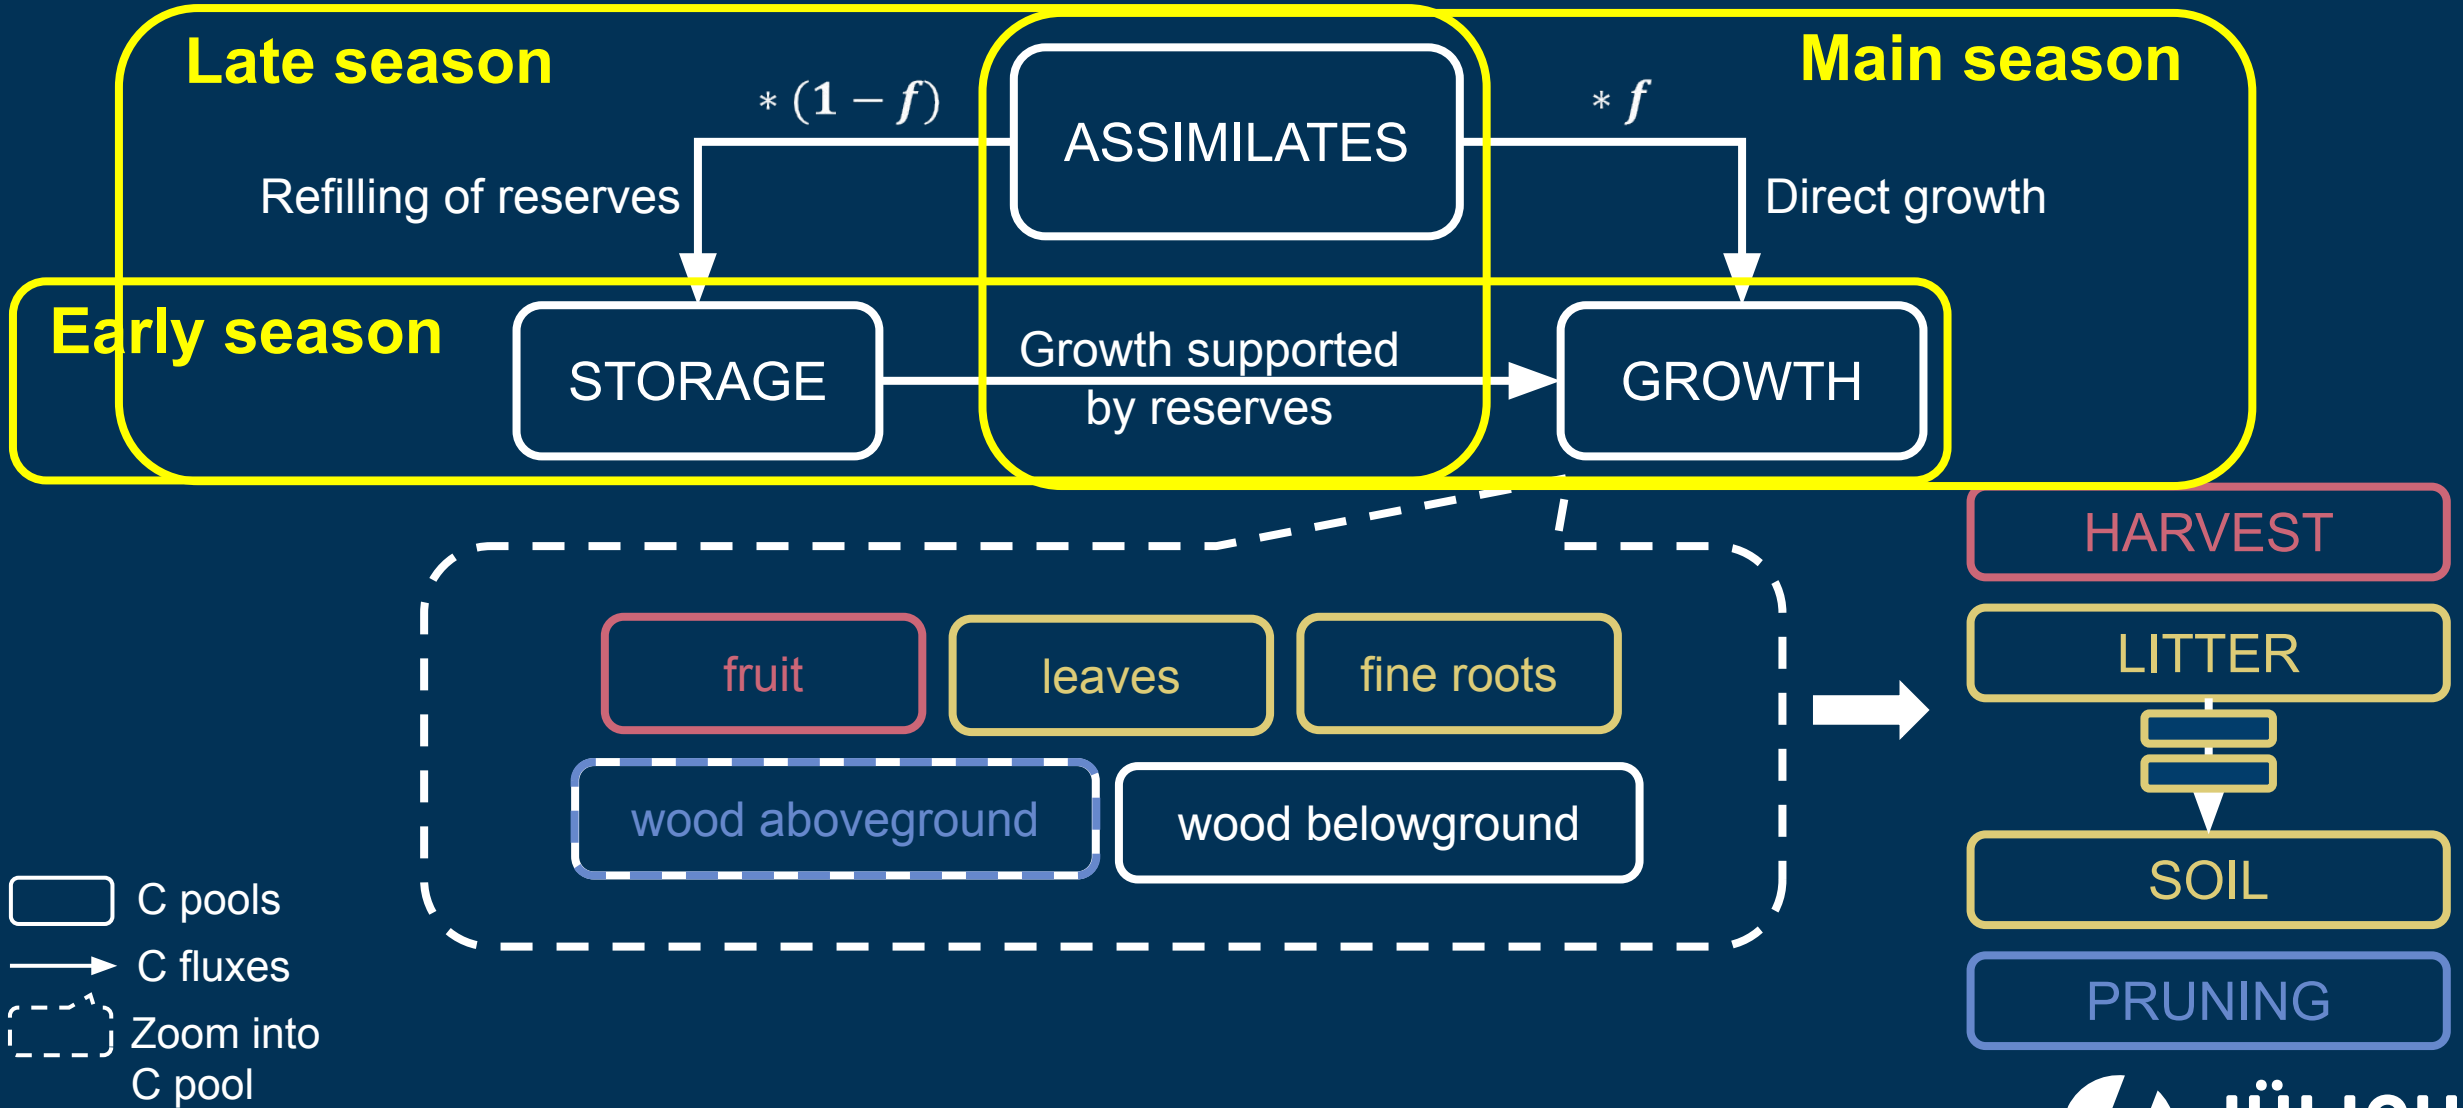 Late season
Main season
* (1 − f)
* f
ASSIMILATES
Refilling of reserves
Direct growth
Early season
STORAGE
Growth supported
by reserves
GROWTH
HARVEST
fruit
leaves
fine roots
LITTER
wood aboveground
wood belowground
SOIL
PRUNING
C pools
C fluxes
Zoom into
C pool